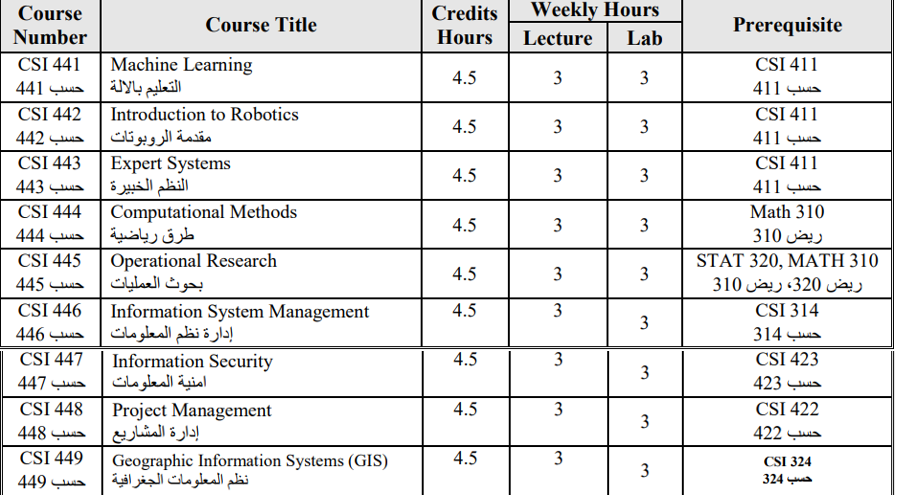 Course Number Course Title Credits Hours Weekly Hours Prerequisite
Lecture Lab
CSI 441 Machine Learning 4.5 3 3 CSI 411
حسب 441 التعليم بالالة حسب 411
CSI 442 Introduction to Robotics 4.5 3 3 CSI 411
حسب 442 مقدمة الروبوتات حسب 411
CSI 443 Expert Systems 4.5 3 3 CSI 411
حسب 443 النظم الخبيرة حسب 411
CSI 444 Computational Methods 4.5 3 3 Math 310
حسب 444 طرق رياضية ريض 310
CSI 445 Operational Research 4.5 3 3 STAT 320, MATH 310
حسب 445 بحوث العمليات ريض 320، ريض 310
CSI 446 Information System Management 4.5 3 3 CSI 314
حسب 446 إدارة نظم المعلومات حسب 314
CSI 447 Information Security 4.5 3 3 CSI 423
حسب 447 امنية المعلومات حسب 423
CSI 448 Project Management 4.5 3 3 CSI 422
حسب 448 إدارة المشاريع حسب 422
CSI 449 Geographic Information Systems (GIS) 4.5 3 3 CSI 324
حسب 449 نظم المعلومات الجغرافية حسب 324